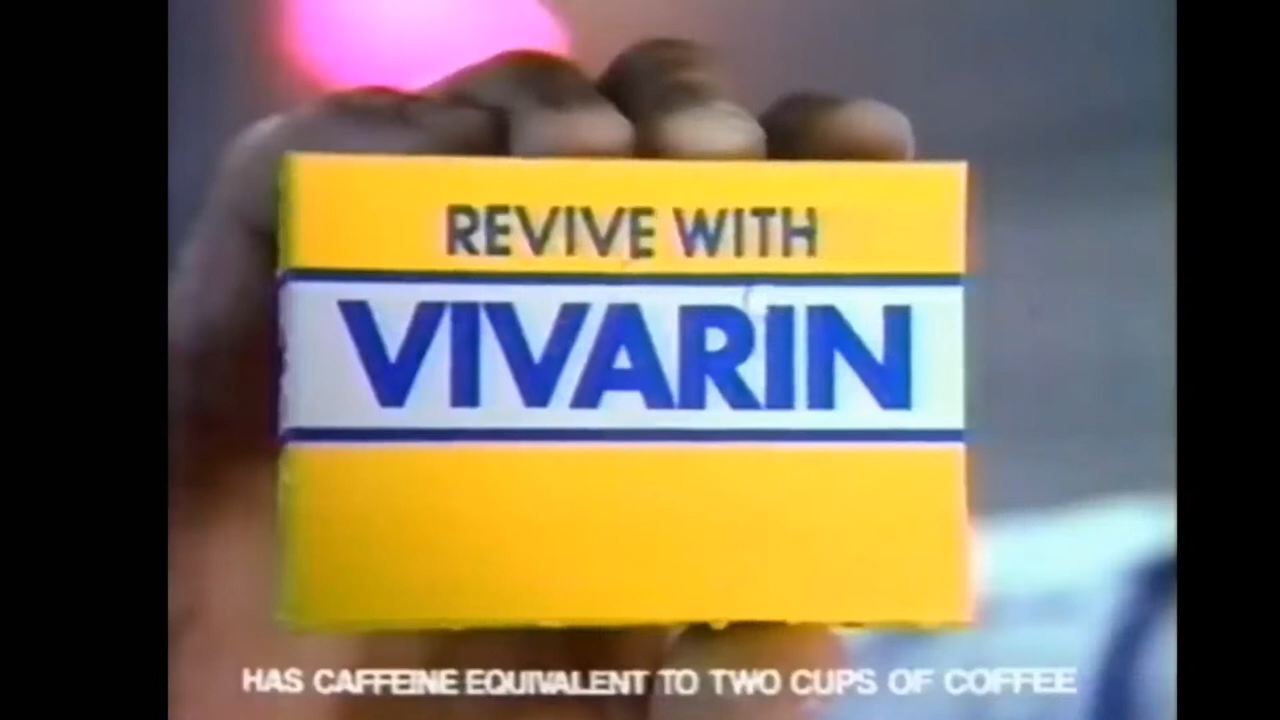 REVIVE WITH
VIVARIN
HAS CAFFEINE EQUIVALENT TO TWO CUPS OF COFFEE